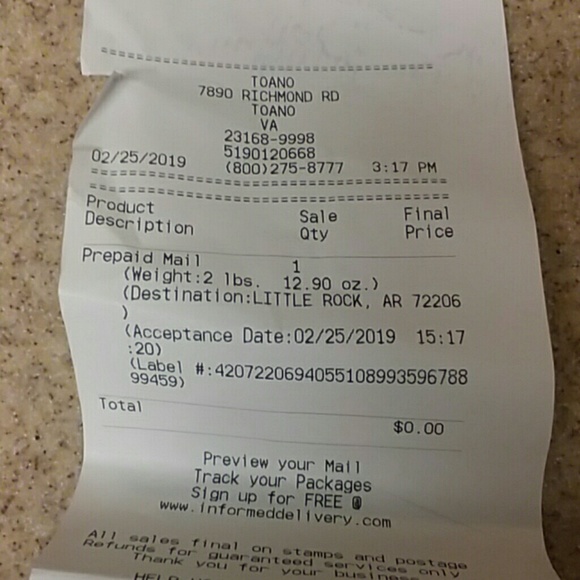 TOANO
7890 RICHMOND RD
TOANO
VA
23168-9998
5190120668
02/25/2019 (800)275-8777 3:17 PM
Product Sale Final
Description Qty Price
Prepaid Mail 1
(Weight:2 lbs. 12.90 oz.)
(Destination:LITTLE ROCK, AR 72206
)
(Acceptance Date:02/25/2019 15:17
:20)
(Label #:42072206940551089935967​88
99459)
Total $0.00
Preview your Mail
Track your Packages
Sign up for FREE @
www.informeddelivery.com
All sales final on stamps and postage
Refunds for guaranteed services only
Thank you for your
HELP